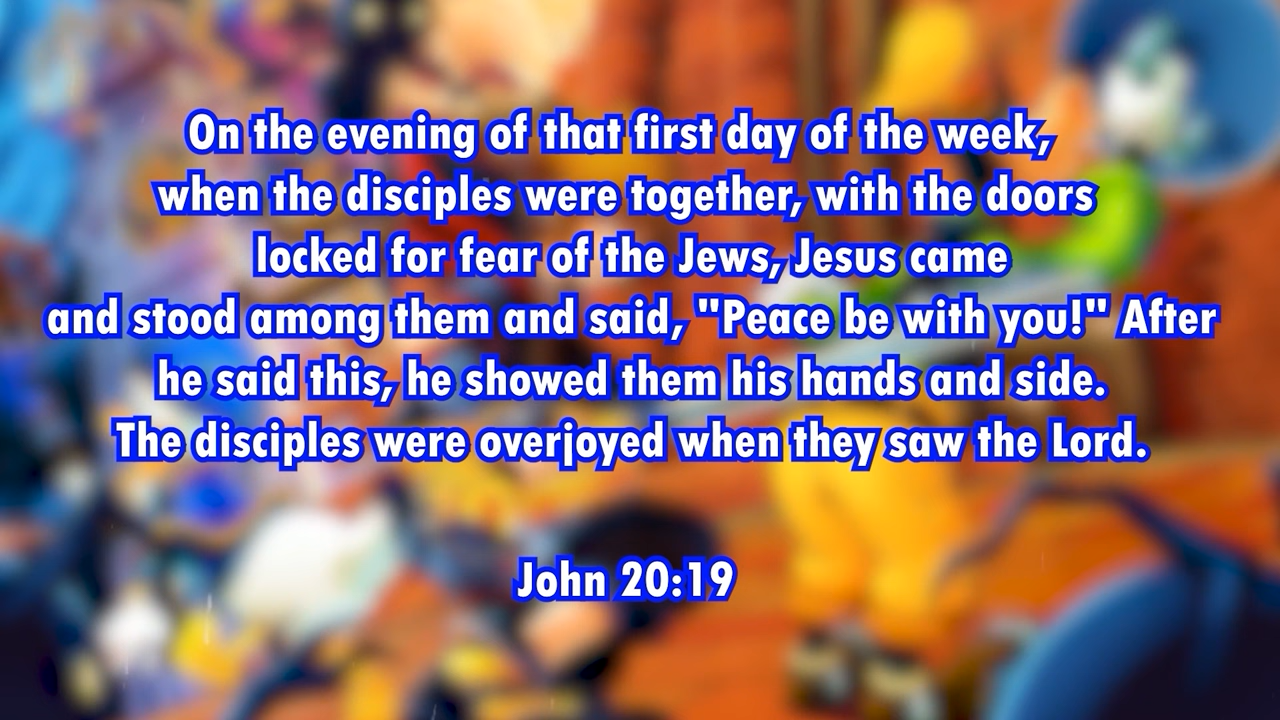 On the evening of that first day of the week,
when the disciples were together, with the doors
locked for fear of the Jews, Jesus came
and stood among them and said, "Peace be with you!" After
he said this, he showed them his hands and side.
The disciples were overjoyed when they saw the Lord.
John 20:19